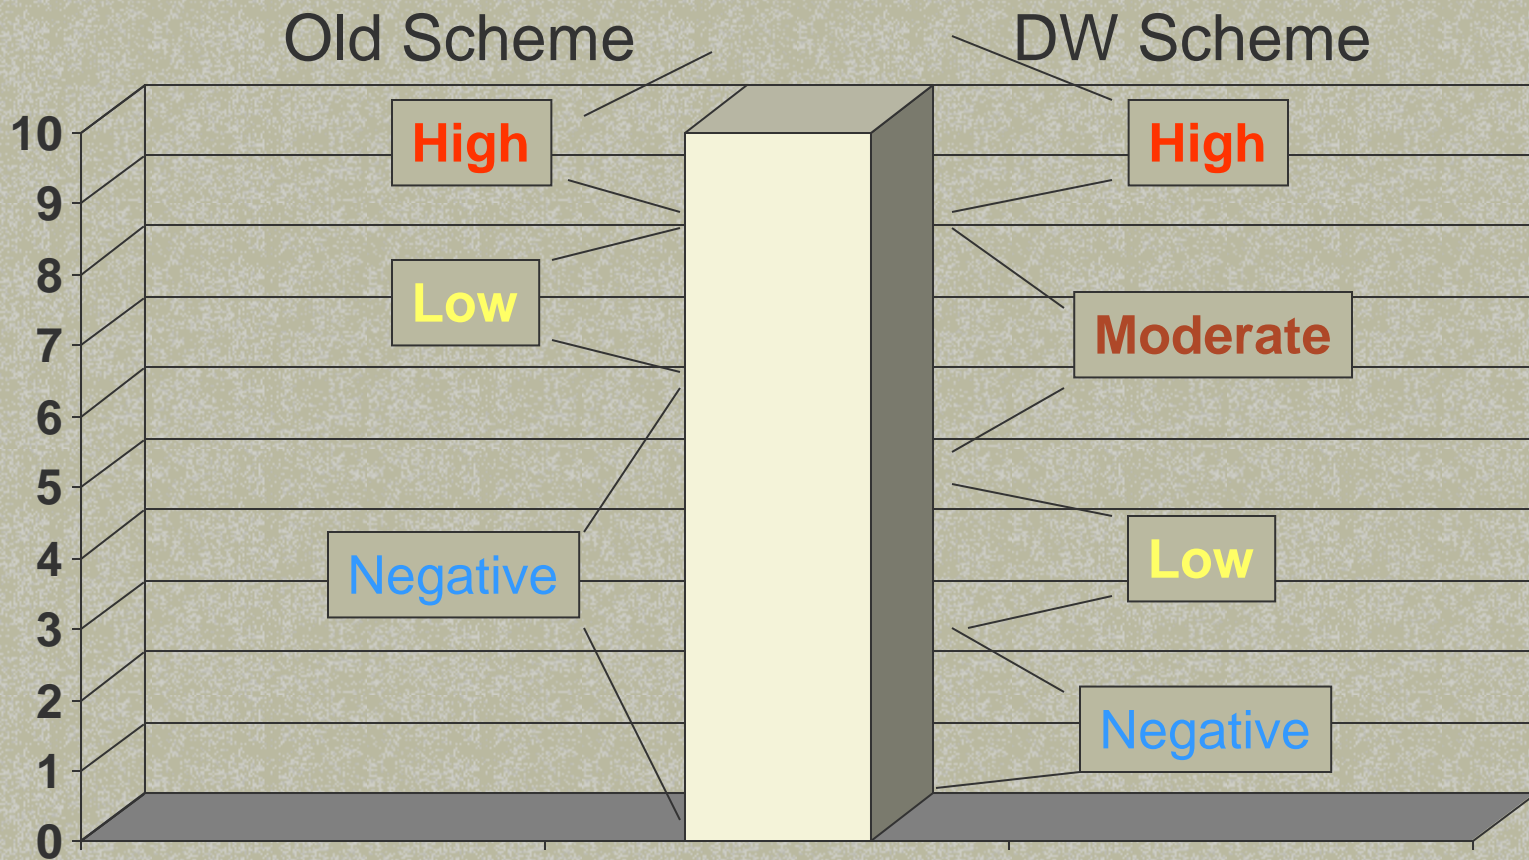 Old Scheme
DW Scheme
10
9
8
7
6
5
4
3
2
1
0
High
Low
Negative
High
Moderate
Low
Negative